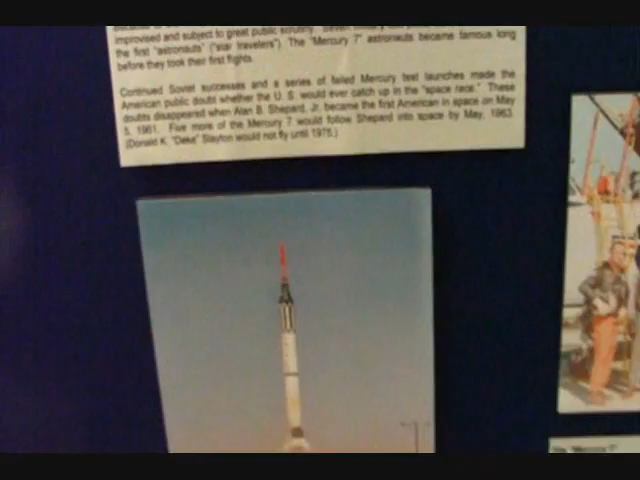 improvised and subject to great public scrutiny. Seven
the first "astronauts" ("star travelers"). The "Mercury 7" astronauts became famous long
before they took their first flights.
Continued Soviet successes and a series of failed Mercury test launches made the
American public doubt whether the U. S. would ever catch up in the "space race." These
doubts disappeared when Alan B. Shepard, Jr. became the first American in space on May
5, 1961. Five more of the Mercury 7 would follow Shepard into space by May, 1963.
(Donald K. "Deke" Slayton would not fly until 1975.)
The "Mercury 7"